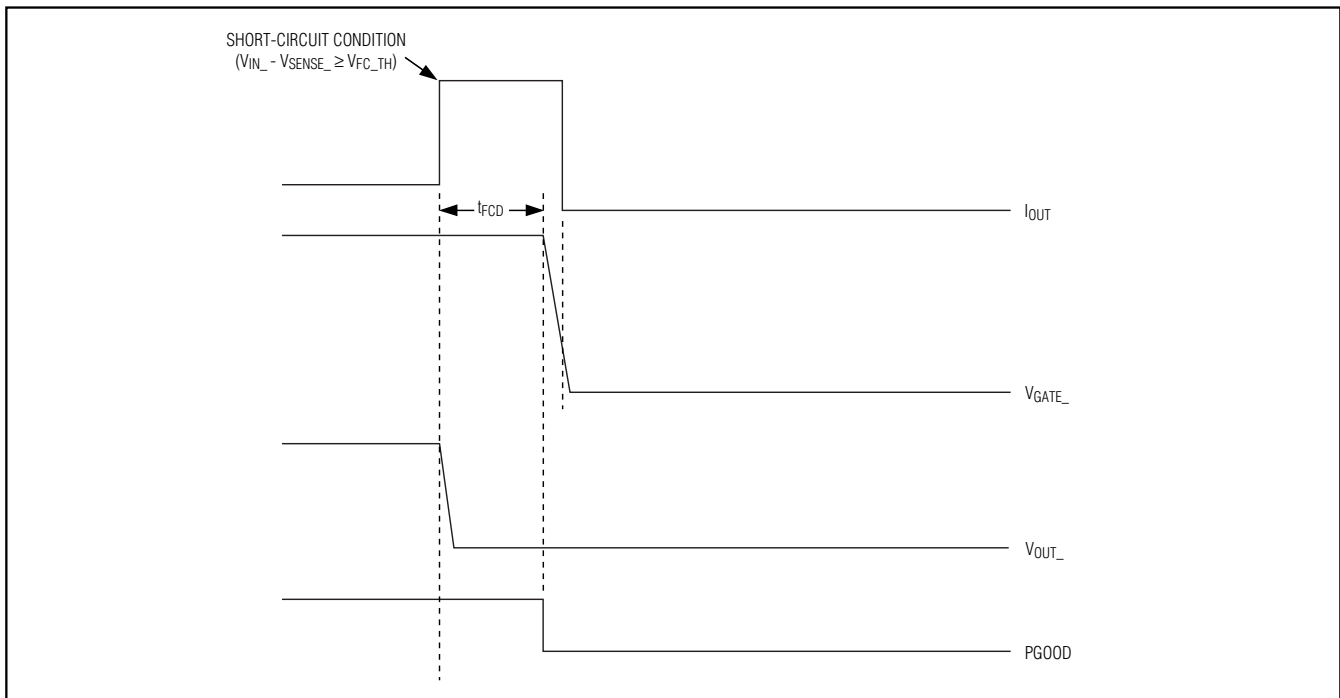 SHORT-CIRCUIT CONDITION
(VIN_ - VSENSE_ ≥ VFC_TH)
tFCD
IOUT
VGATE_
VOUT_
PGOOD